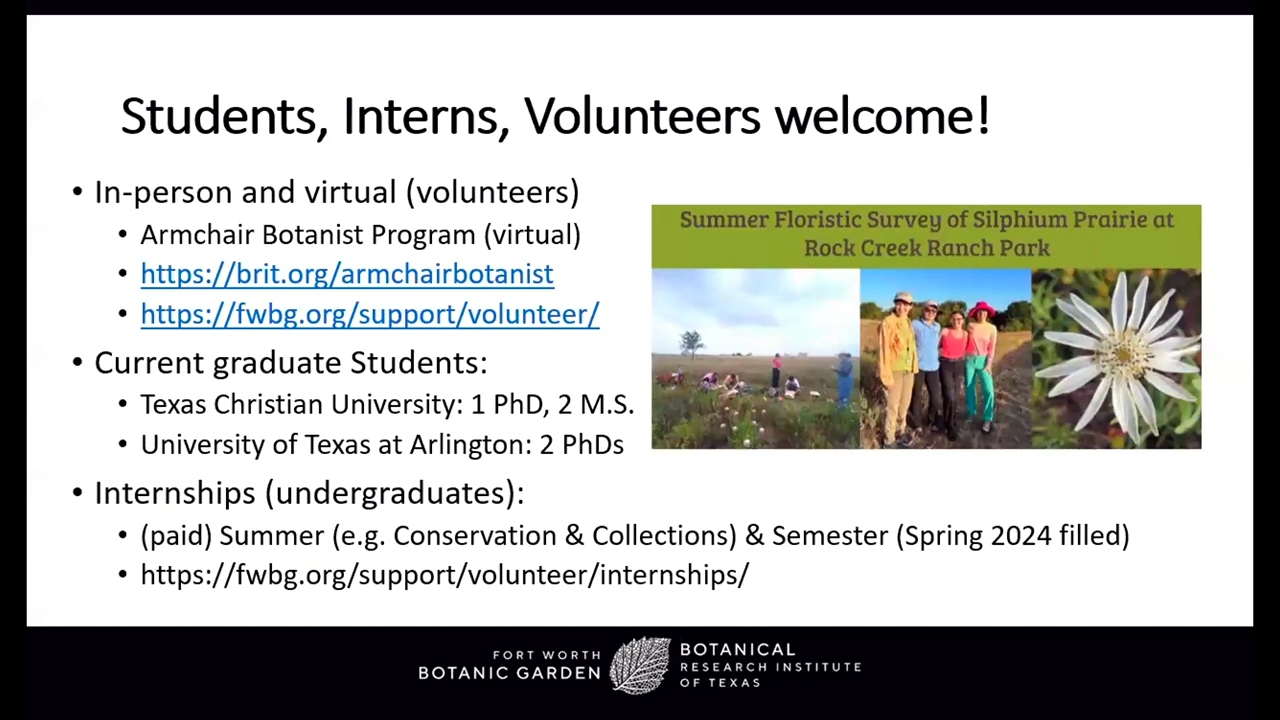 Students, Interns, Volunteers welcome!
• In-person and virtual (volunteers)
• Armchair Botanist Program (virtual)
• https://brit.org/armchairbotanist
• https://fwbg.org/support/volunteer/
• Current graduate Students:
• Texas Christian University: 1 PhD, 2 M.S.
• University of Texas at Arlington: 2 PhDs
• Internships (undergraduates):
• (paid) Summer (e.g. Conservation & Collections) & Semester (Spring 2024 filled)
• https://fwbg.org/support/volunteer/internships/
Summer Floristic Survey of Silphium Prairie at
Rock Creek Ranch Park
FORT WORTH
BOTANIC GARDEN
BOTANICAL
RESEARCH INSTITUTE
OF TEXAS